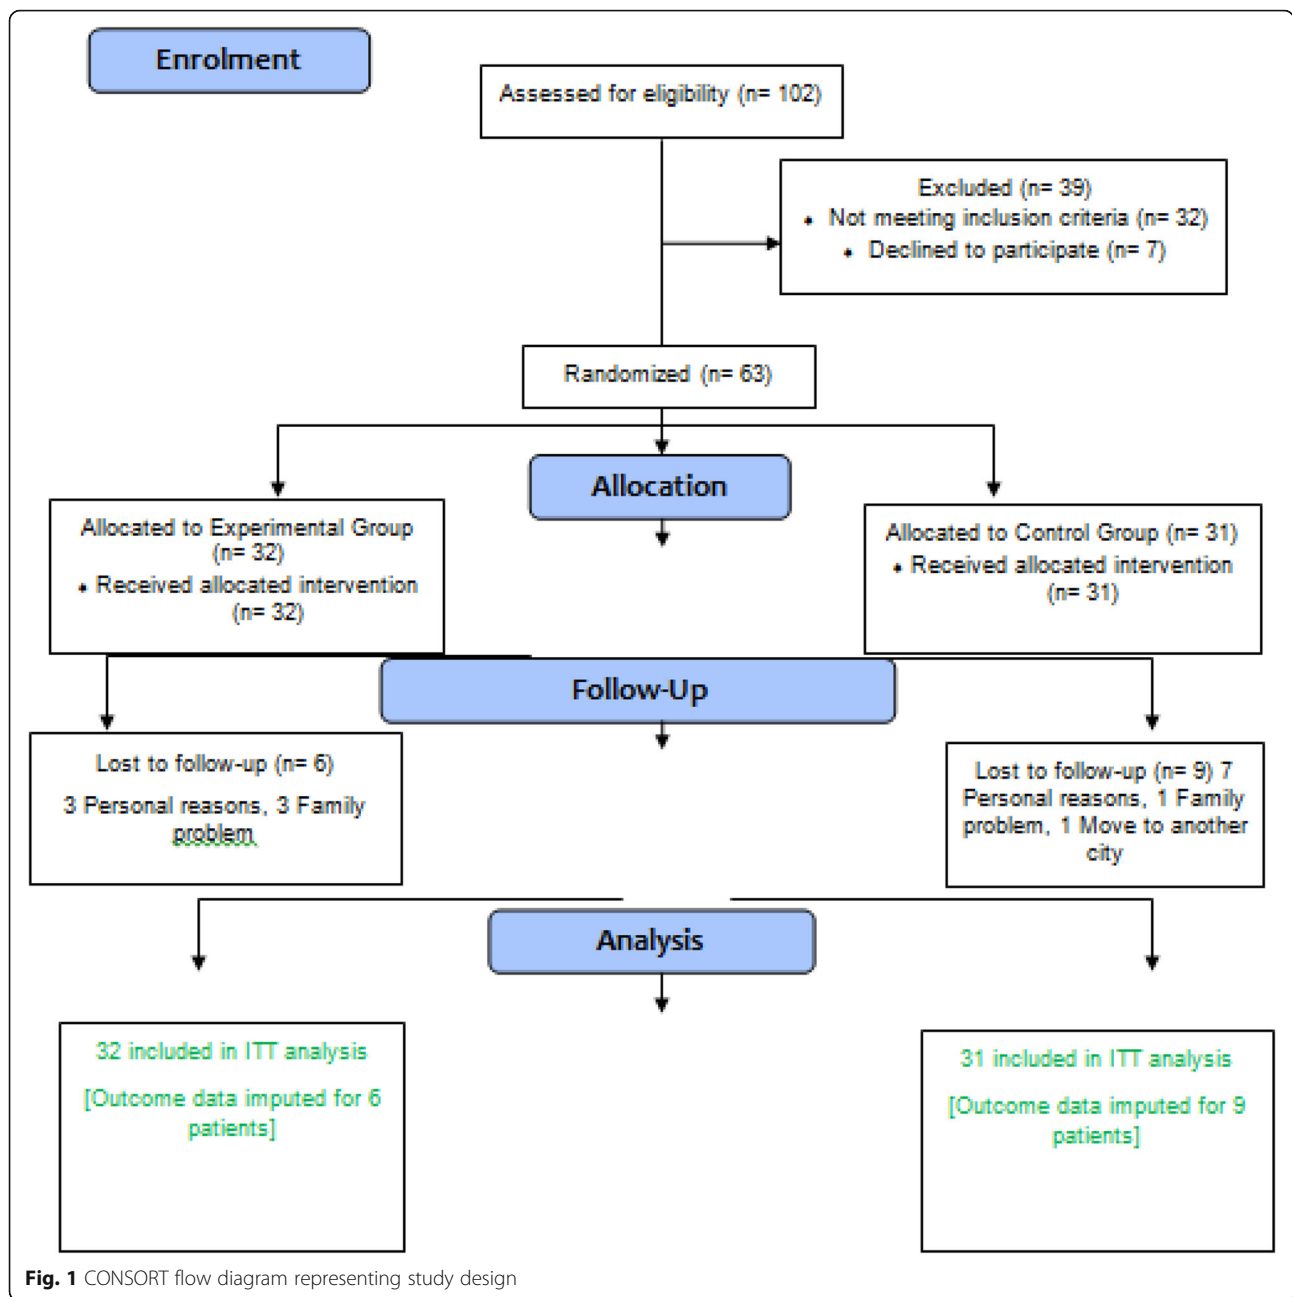 Enrolment
Assessed for eligibility (n= 102)
Excluded (n= 39)
• Not meeting inclusion criteria (n= 32)
• Declined to participate (n= 7)
Randomized (n= 63)
Allocation
Allocated to Experimental Group
(n= 32)
• Received allocated intervention
(n= 32)
Allocated to Control Group (n= 31)
• Received allocated intervention
(n= 31)
Follow-Up
Lost to follow-up (n= 6)
3 Personal reasons, 3 Family
problem
Lost to follow-up (n= 9) 7
Personal reasons, 1 Family
problem, 1 Move to another
city
Analysis
32 included in ITT analysis
[Outcome data imputed for 6
patients]
31 included in ITT analysis
[Outcome data imputed for 9
patients]
Fig. 1 CONSORT flow diagram representing study design